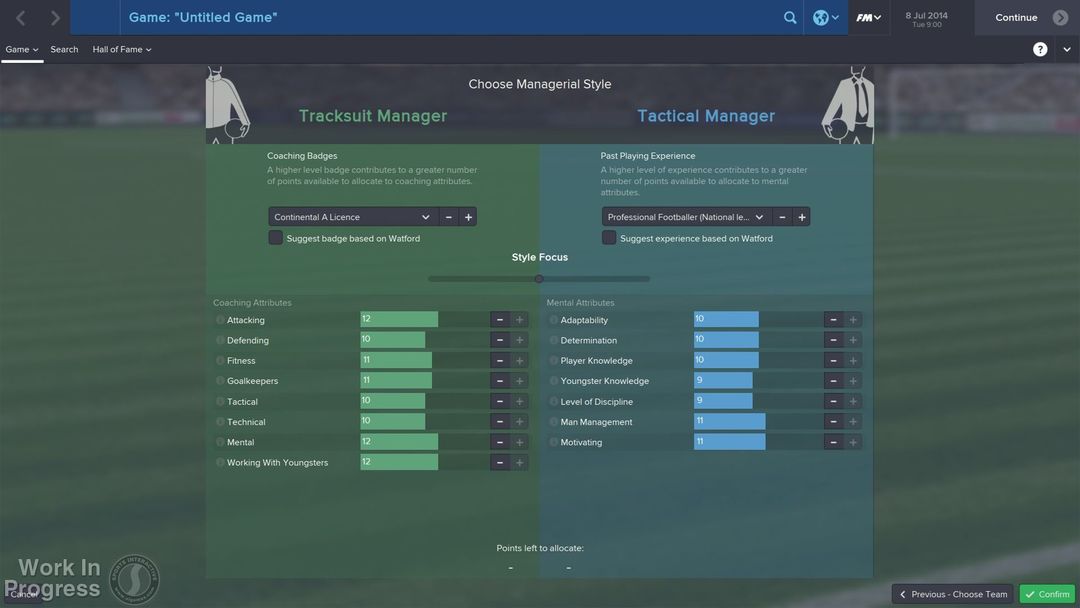 Game: "Untitled Game"
FM
8 Jul 2014
Tue 9:00
Continue
Game
Search
Hall of Fame
?
Choose Managerial Style
Tracksuit Manager
Tactical Manager
Coaching Badges
A higher level badge contributes to a greater number
of points available to allocate to coaching attributes.
Continental A Licence
Suggest badge based on Watford
Past Playing Experience
A higher level of experience contributes to a greater
number of points available to allocate to mental
attributes.
Professional Footballer (National le...
Suggest experience based on Watford
Style Focus
Coaching Attributes
Attacking 12
Defending 10
Fitness 11
Goalkeepers 11
Tactical 10
Technical 10
Mental 12
Working With Youngsters 12
Mental Attributes
Adaptability 10
Determination 10
Player Knowledge 10
Youngster Knowledge 9
Level of Discipline 9
Man Management 11
Motivating 11
Points left to allocate:
- -
Work In
Progress
SPORTS INTERACTIVE
Cancel
Previous - Choose Team
Confirm